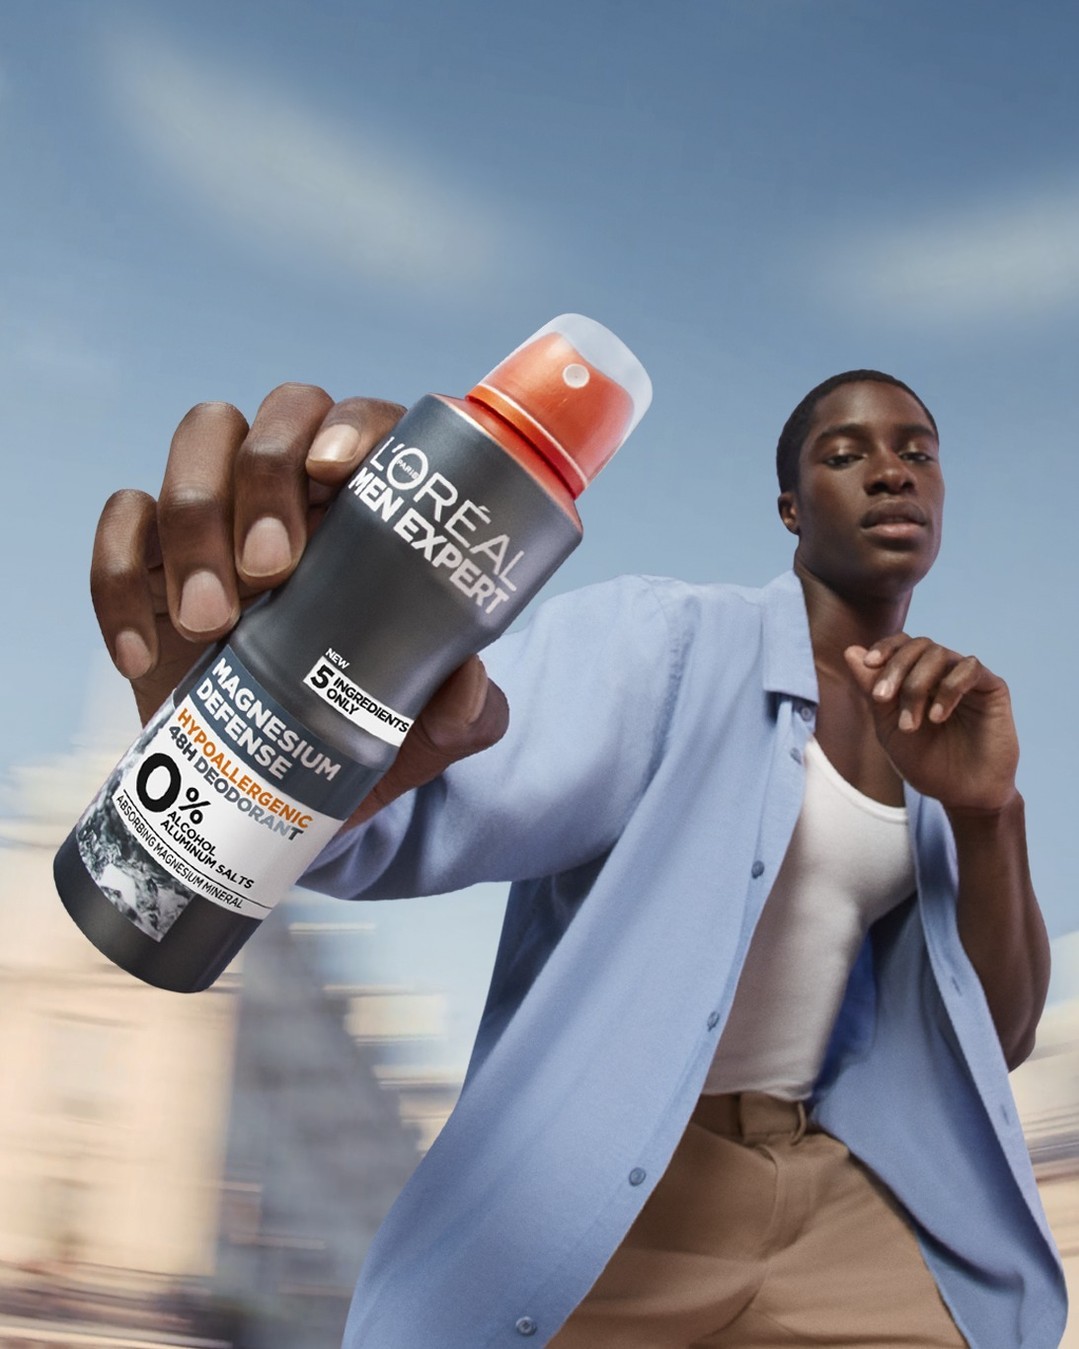 L'ORÉAL
PARIS
MEN EXPERT
NEW
5 INGREDIENTS
ONLY
MAGNESIUM
DEFENSE
HYPOALLERGENIC
48H DEODORANT
0%
ALCOHOL
ALUMINUM SALTS
ABSORBING MAGNESIUM MINERAL